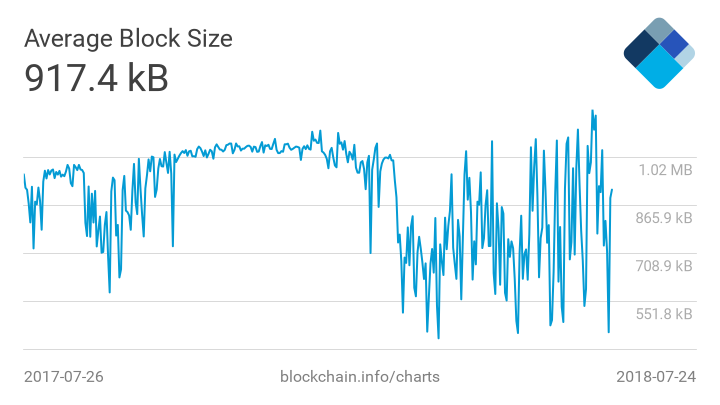 Average Block Size
917.4 kB
1.02 MB
865.9 kB
708.9 kB
551.8 kB
2017-07-26 blockchain.info/charts 2018-07-24